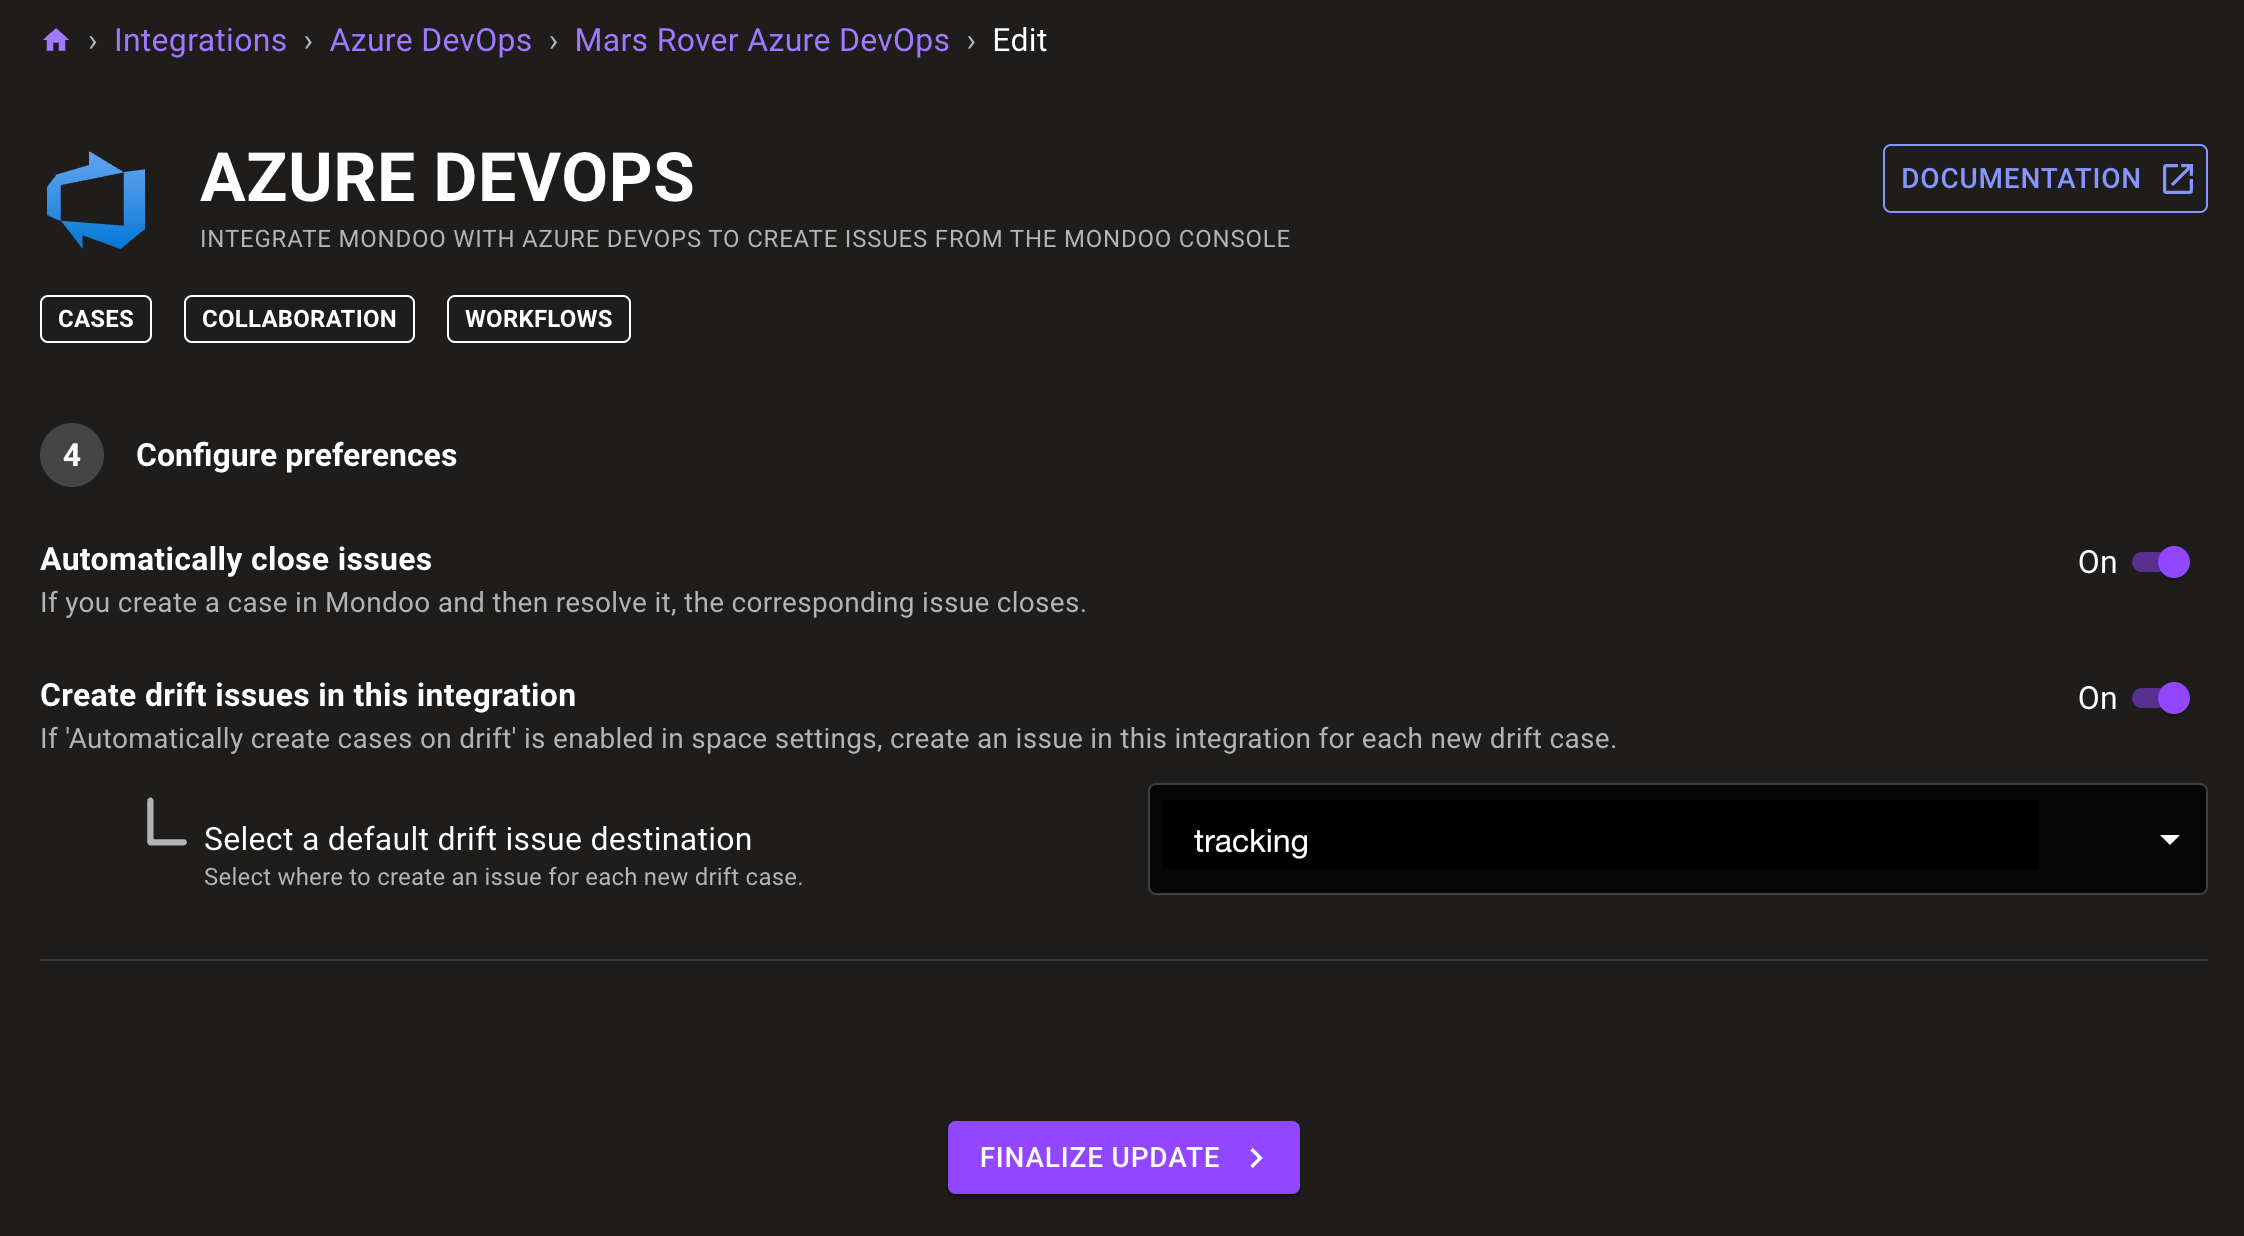 › Integrations › Azure DevOps › Mars Rover Azure DevOps › Edit
AZURE DEVOPS
DOCUMENTATION
INTEGRATE MONDOO WITH AZURE DEVOPS TO CREATE ISSUES FROM THE MONDOO CONSOLE
CASES COLLABORATION WORKFLOWS
4 Configure preferences
Automatically close issues
On
If you create a case in Mondoo and then resolve it, the corresponding issue closes.
Create drift issues in this integration
On
If 'Automatically create cases on drift' is enabled in space settings, create an issue in this integration for each new drift case.
Select a default drift issue destination
Select where to create an issue for each new drift case.
tracking
FINALIZE UPDATE